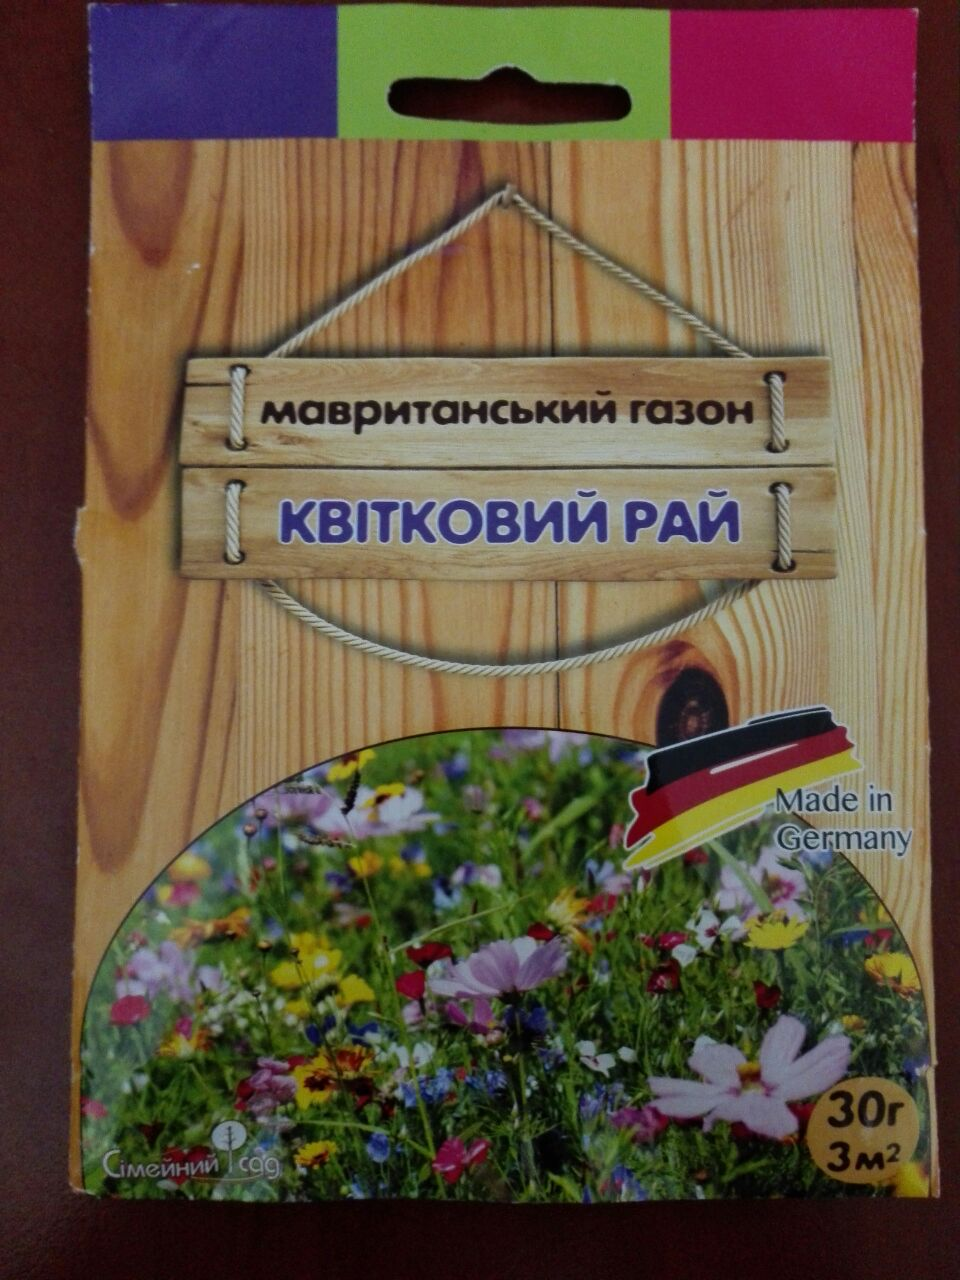 мавританський газон
КВІТКОВИЙ РАЙ
Made in
Germany
30г
3м²
Сімейний сад